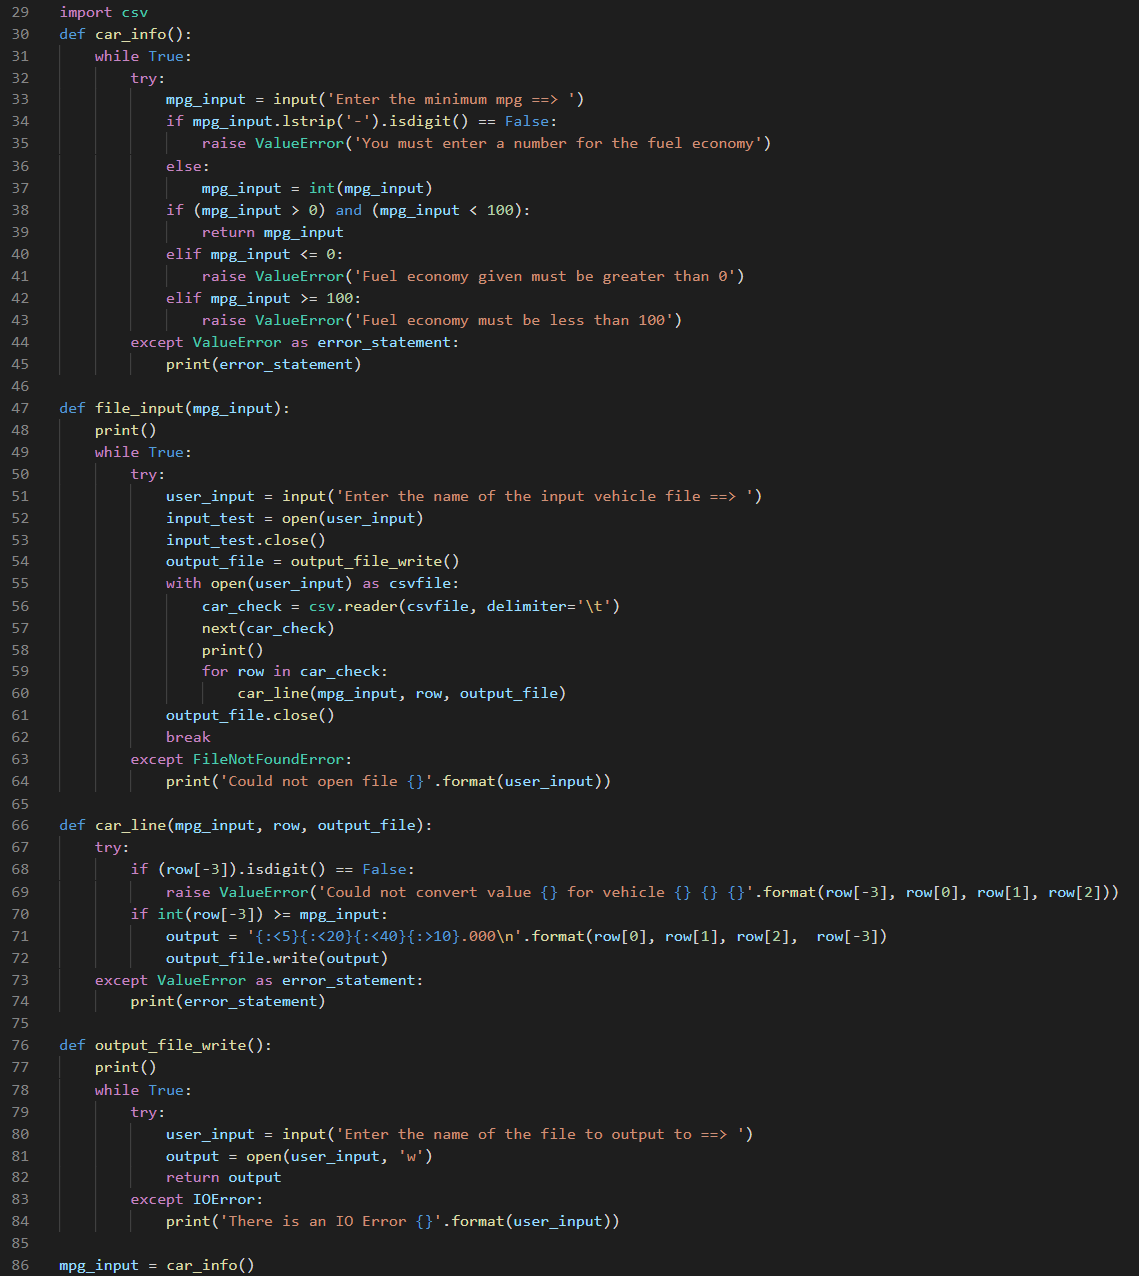 29 import csv
30 def car_info():
31     while True:
32         try:
33             mpg_input = input('Enter the minimum mpg ==> ')
34             if mpg_input.lstrip('-').isdigit() == False:
35                 raise ValueError('You must enter a number for the fuel economy')
36             else:
37                 mpg_input = int(mpg_input)
38             if (mpg_input > 0) and (mpg_input < 100):
39                 return mpg_input
40             elif mpg_input <= 0:
41                 raise ValueError('Fuel economy given must be greater than 0')
42             elif mpg_input >= 100:
43                 raise ValueError('Fuel economy must be less than 100')
44         except ValueError as error_statement:
45             print(error_statement)
46
47 def file_input(mpg_input):
48     print()
49     while True:
50         try:
51             user_input = input('Enter the name of the input vehicle file ==> ')
52             input_test = open(user_input)
53             input_test.close()
54             output_file = output_file_write()
55             with open(user_input) as csvfile:
56                 car_check = csv.reader(csvfile, delimiter='\t')
57                 next(car_check)
58                 print()
59                 for row in car_check:
60                     car_line(mpg_input, row, output_file)
61             output_file.close()
62             break
63         except FileNotFoundError:
64             print('Could not open file {}'.format(user_input))
65
66 def car_line(mpg_input, row, output_file):
67     try:
68         if (row[-3]).isdigit() == False:
69             raise ValueError('Could not convert value {} for vehicle {} {} {}'.format(row[-3], row[0], row[1], row[2]))
70         if int(row[-3]) >= mpg_input:
71             output = '{:<5}{:<20}{:<40}{:>10}.000\n'.format(row[0], row[1], row[2],  row[-3])
72             output_file.write(output)
73     except ValueError as error_statement:
74         print(error_statement)
75
76 def output_file_write():
77     print()
78     while True:
79         try:
80             user_input = input('Enter the name of the file to output to ==> ')
81             output = open(user_input, 'w')
82             return output
83         except IOError:
84             print('There is an IO Error {}'.format(user_input))
85
86 mpg_input = car_info()